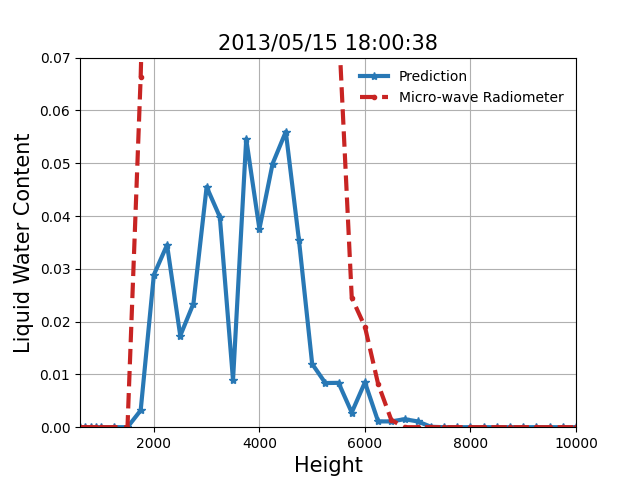 2013/05/15 18:00:38
Prediction
Micro-wave Radiometer
Liquid Water Content
0.07
0.06
0.05
0.04
0.03
0.02
0.01
0.00
2000 4000 6000 8000 10000
Height